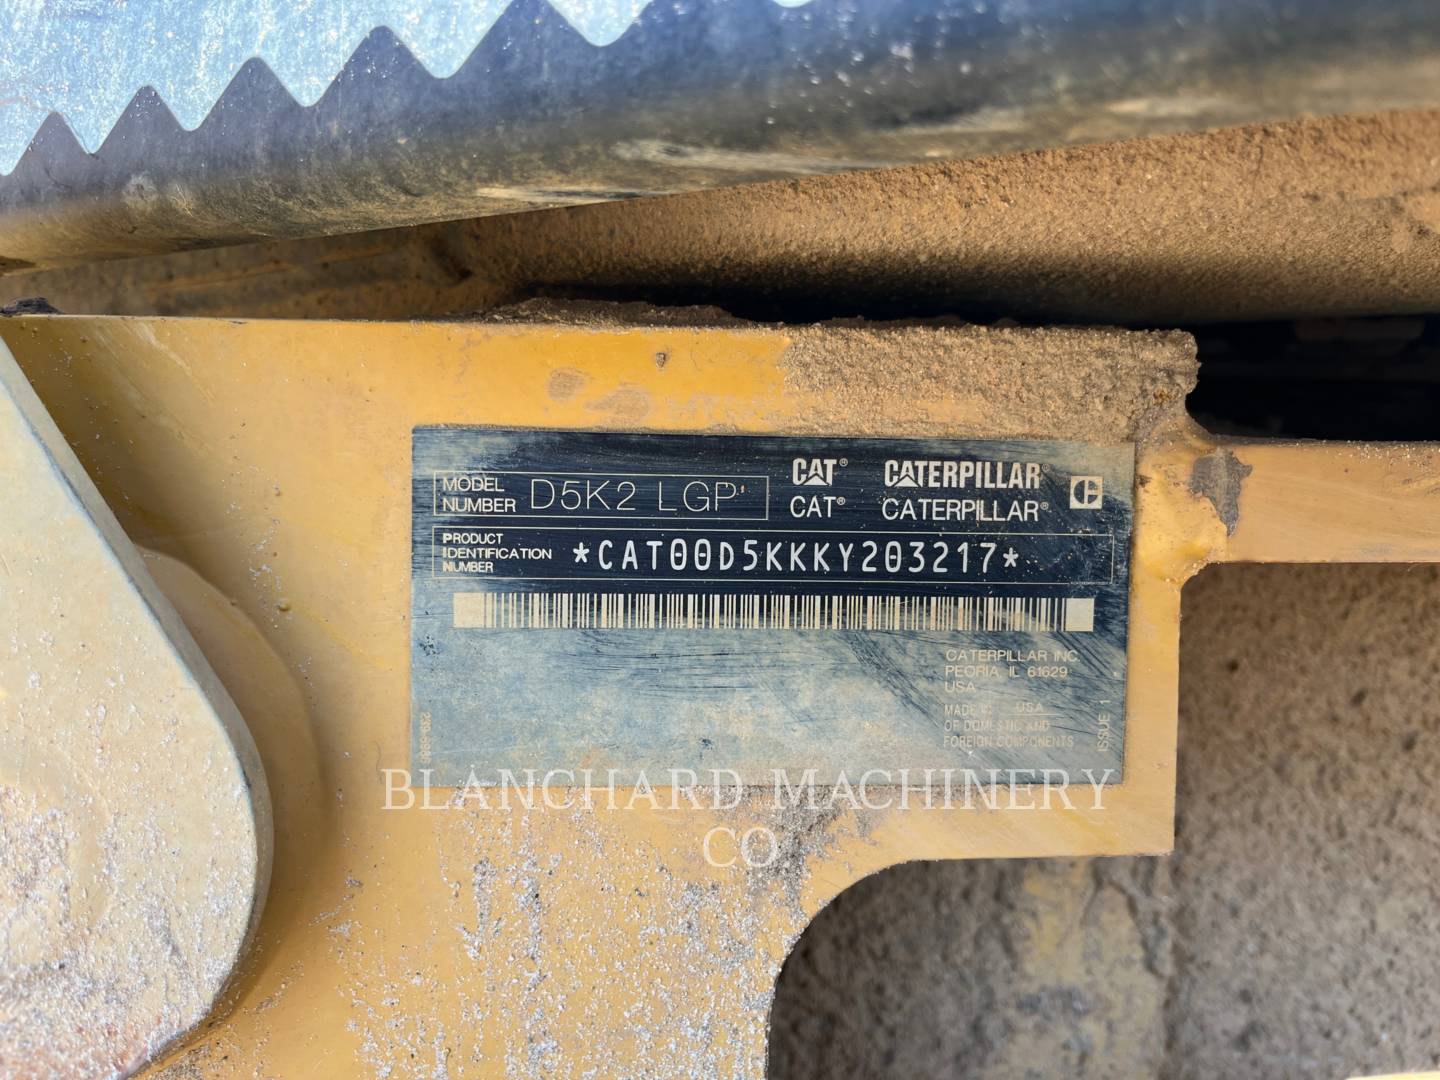 MODEL NUMBER D5K2 LGP
CAT® CATERPILLAR®
CAT® CATERPILLAR®
PRODUCT IDENTIFICATION NUMBER *CAT00D5KKKY203217*
CATERPILLAR INC.
PEORIA, IL 61629
USA
MADE IN USA
OF DOMESTIC AND
FOREIGN COMPONENTS
ISSUE 1
BLANCHARD MACHINERY
CO